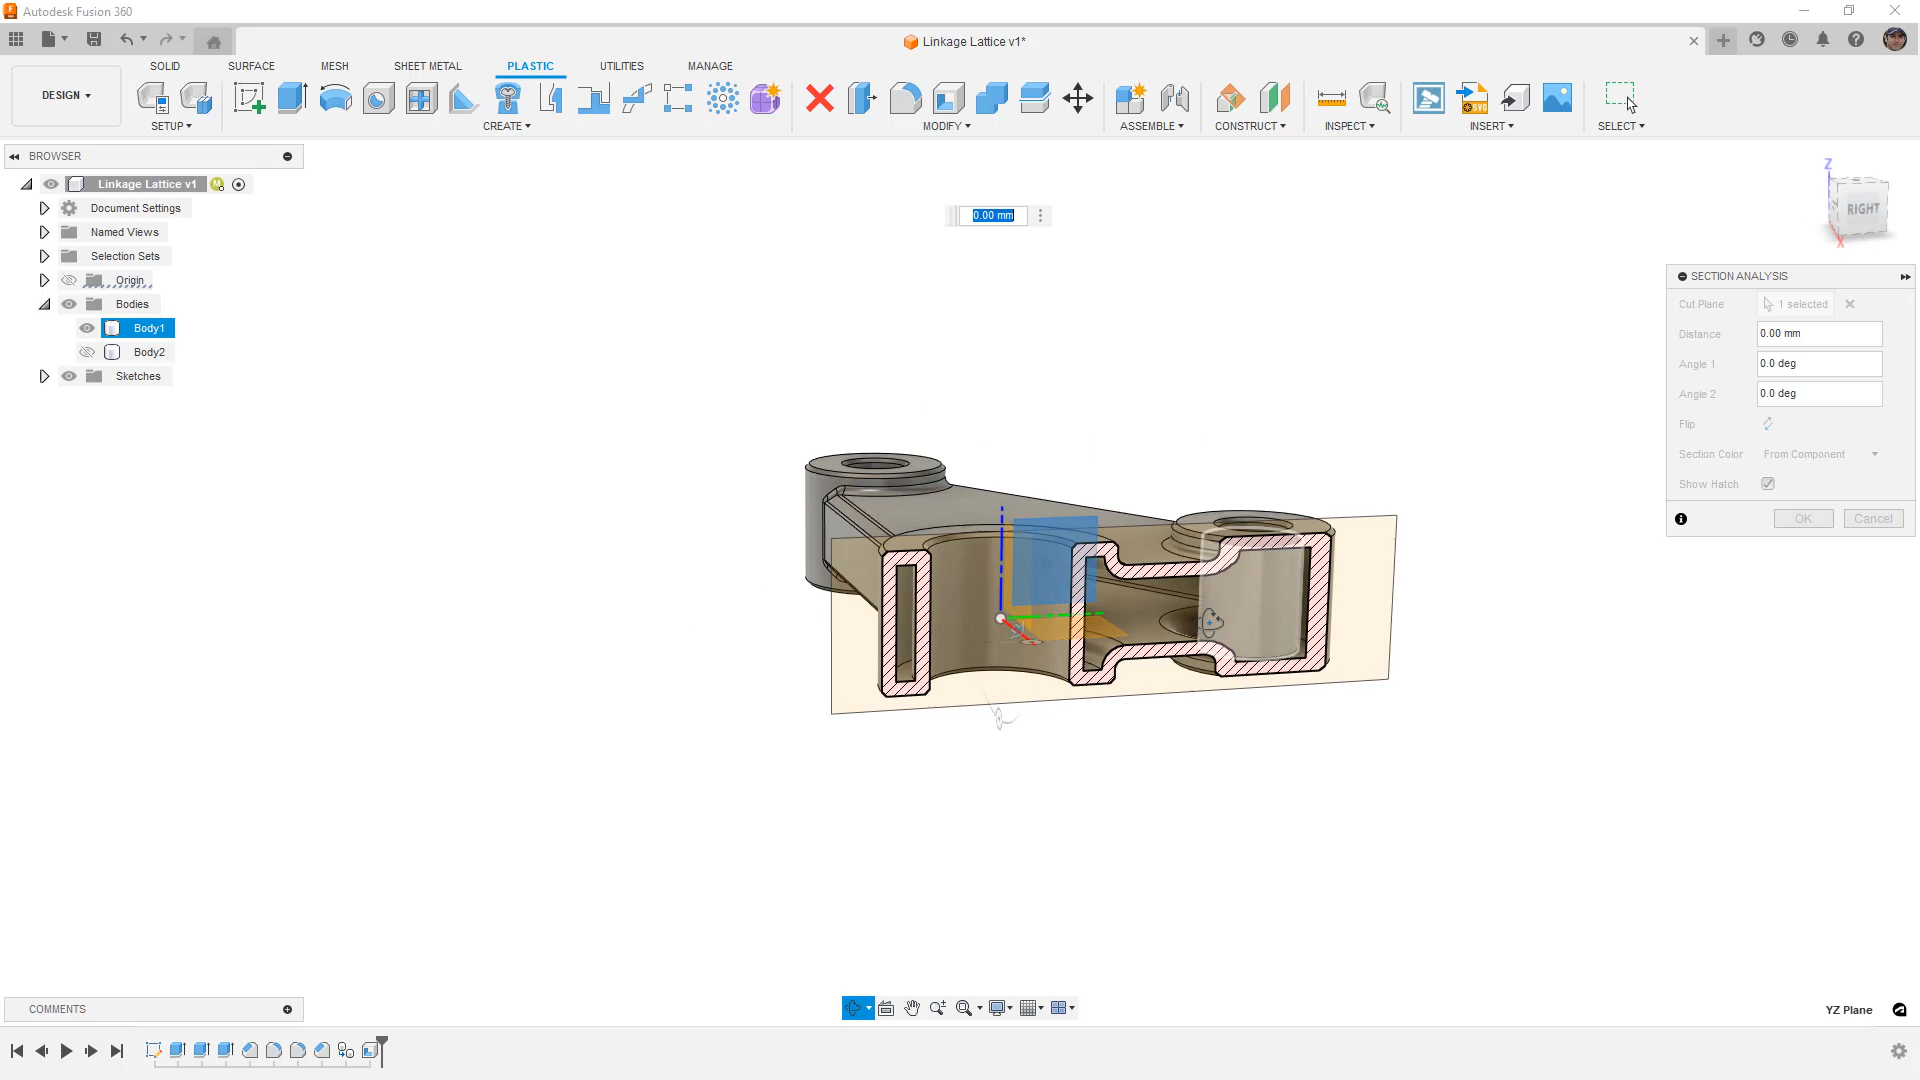 Autodesk Fusion 360
Linkage Lattice v1*
SOLID SURFACE MESH SHEET METAL PLASTIC UTILITIES MANAGE
DESIGN
SETUP CREATE MODIFY ASSEMBLE CONSTRUCT INSPECT INSERT SELECT
SVG
BROWSER
Linkage Lattice v1
Document Settings
Named Views
Selection Sets
Origin
Bodies
Body1
Body2
Sketches
0.00 mm
Z
RIGHT
X
SECTION ANALYSIS
Cut Plane 1 selected
Distance 0.00 mm
Angle 1 0.0 deg
Angle 2 0.0 deg
Flip
Section Color From Component
Show Hatch
OK Cancel
COMMENTS
YZ Plane